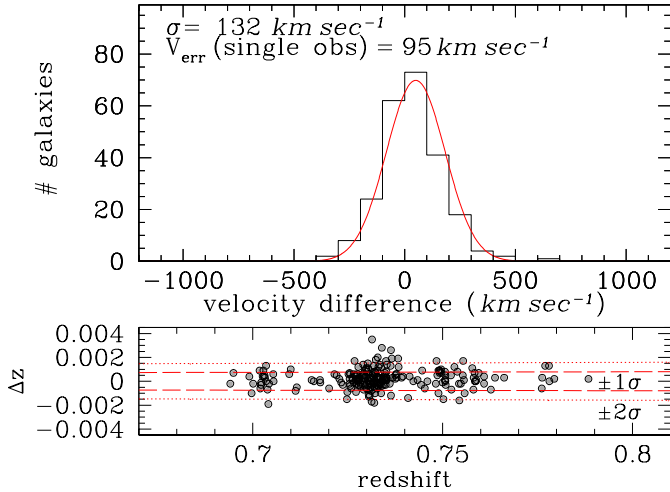 σ= 132 km sec⁻¹
V_err (single obs) = 95 km sec⁻¹
# galaxies
80
60
40
20
0
−1000 −500 0 500 1000
velocity difference (km sec⁻¹)
Δz
0.004
0.002
0
−0.002
−0.004
±1σ
±2σ
0.7 0.75 0.8
redshift